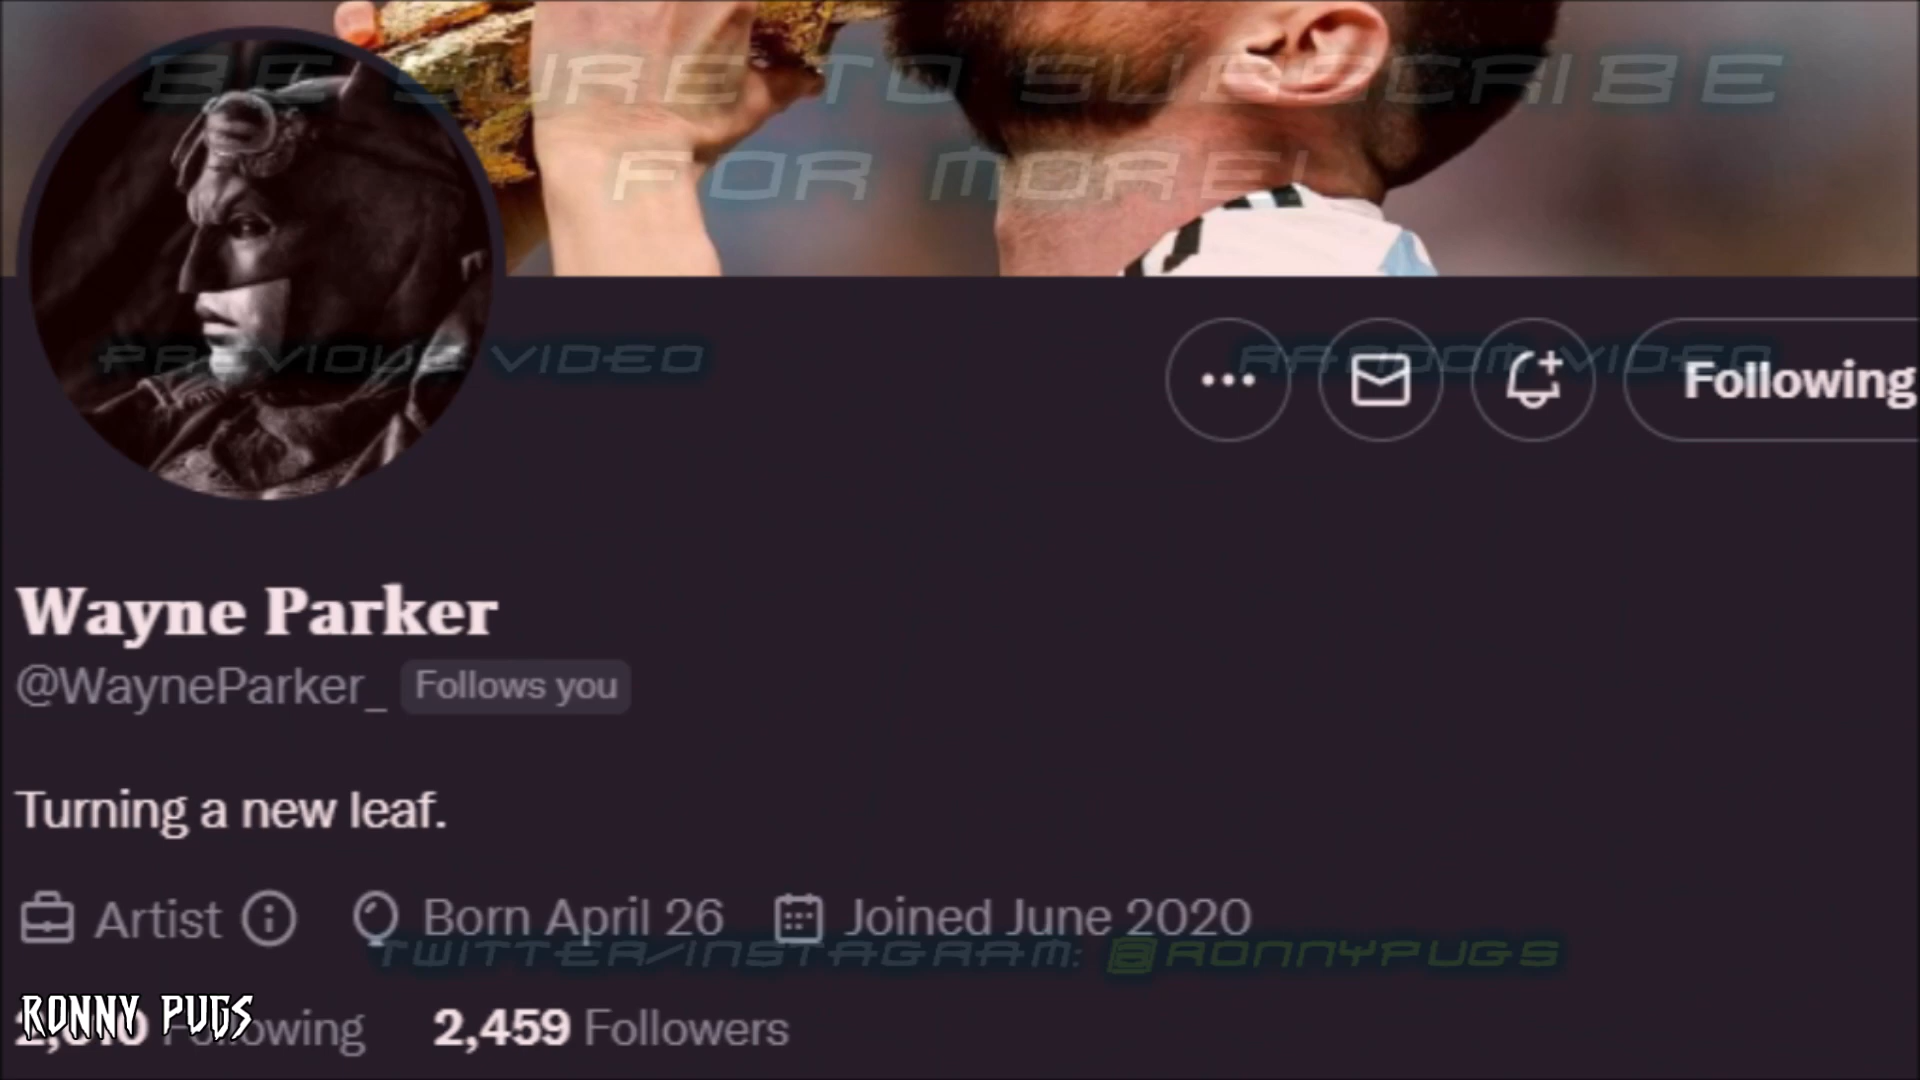 BE SURE TO SUBSCRIBE
FOR MORE!
PREVIOUS VIDEO
RANDOM VIDEO
Following
Wayne Parker
@WayneParker_ Follows you
Turning a new leaf.
Artist Born April 26 Joined June 2020
TWITTER/INSTAGRAM: @RONNYPUGS
RONNY PUGS
Following 2,459 Followers